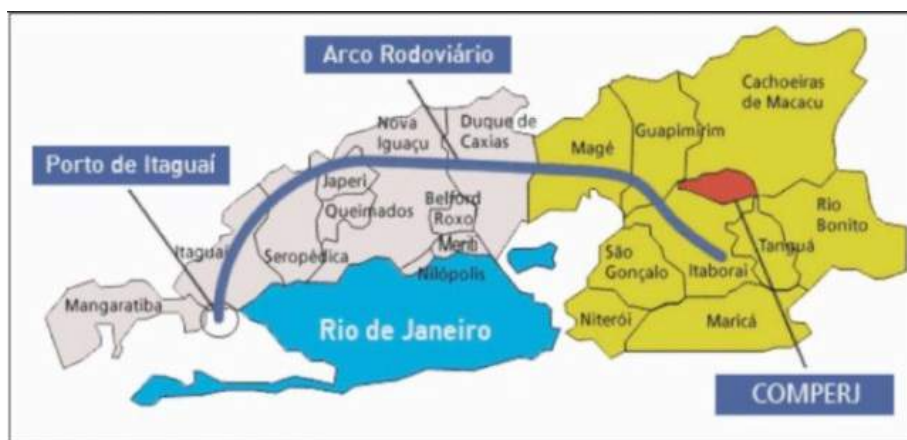 Arco Rodoviário
Cachoeiras
de Macacu
Nova
Iguaçu
Duque de
Caxias
Guapimirim
Magé
Porto de Itaguaí
Japeri
Belford
Roxo
Queimados
Rio
Bonito
Itaguaí
Seropédica
Meriti
Nilópolis
São
Gonçalo
Itaborai
Tanguá
Mangaratiba
Rio de Janeiro
Niterói
Maricá
COMPERJ